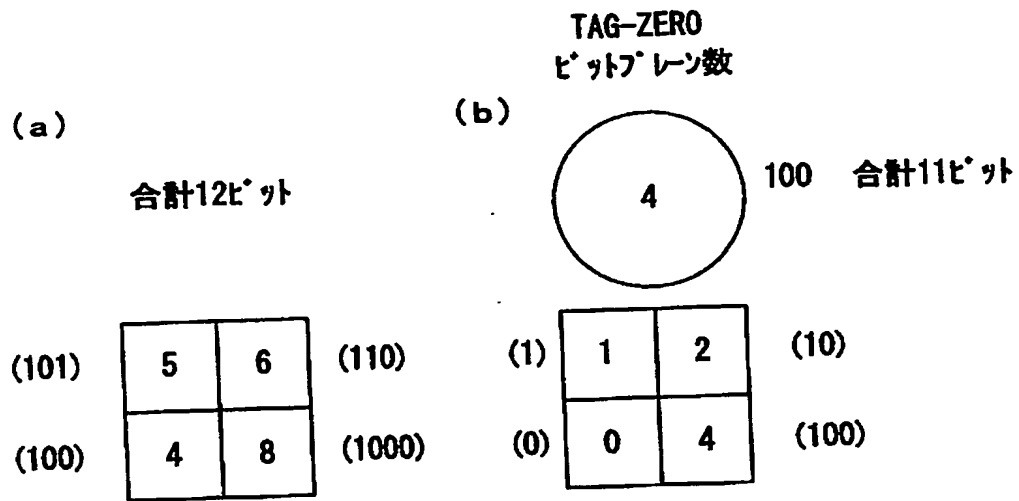 TAG-ZERO
ﾋﾞｯﾄﾌﾟﾚｰﾝ数
(a)
(b)
合計12ﾋﾞｯﾄ
4
100 合計11ﾋﾞｯﾄ
(101) 5 6 (110)
(1) 1 2 (10)
(100) 4 8 (1000)
(0) 0 4 (100)